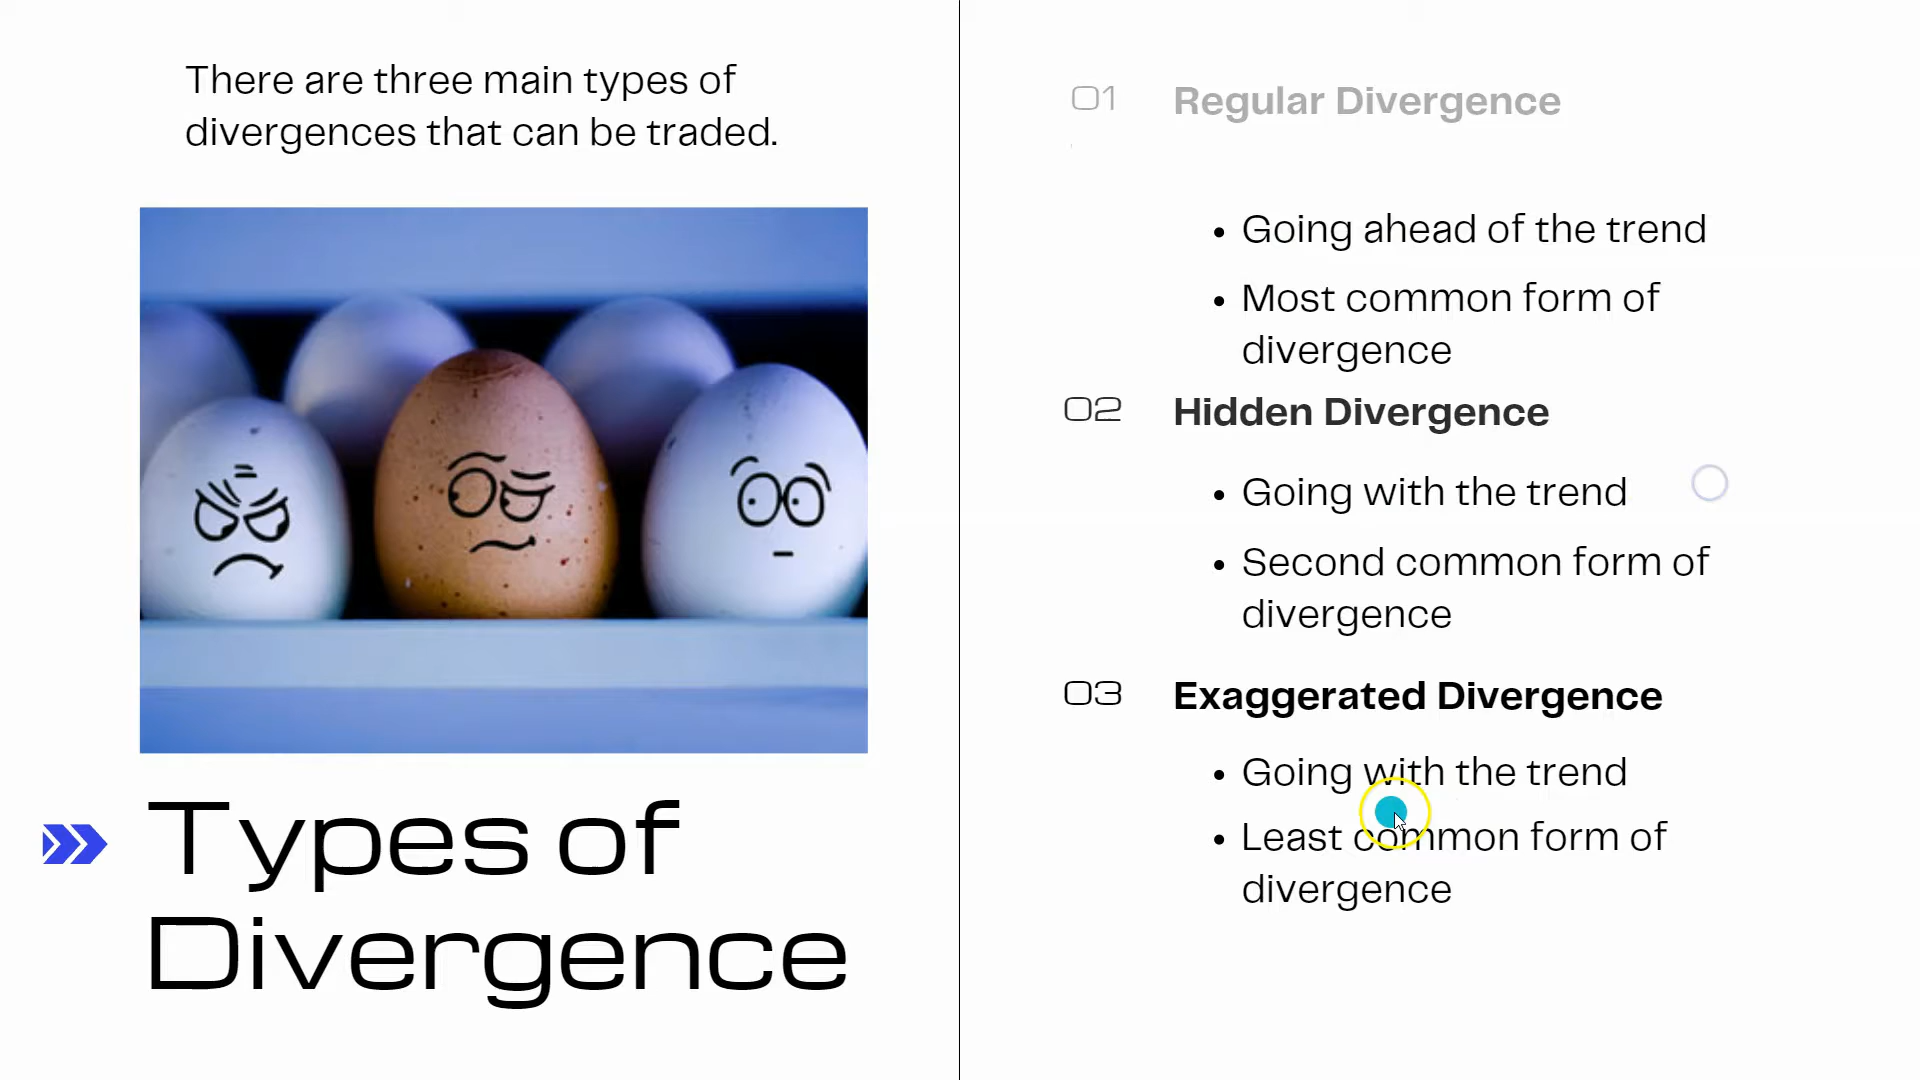 There are three main types of
divergences that can be traded.
Types of
Divergence
01 Regular Divergence
• Going ahead of the trend
• Most common form of
divergence
02 Hidden Divergence
• Going with the trend
• Second common form of
divergence
03 Exaggerated Divergence
• Going with the trend
• Least common form of
divergence